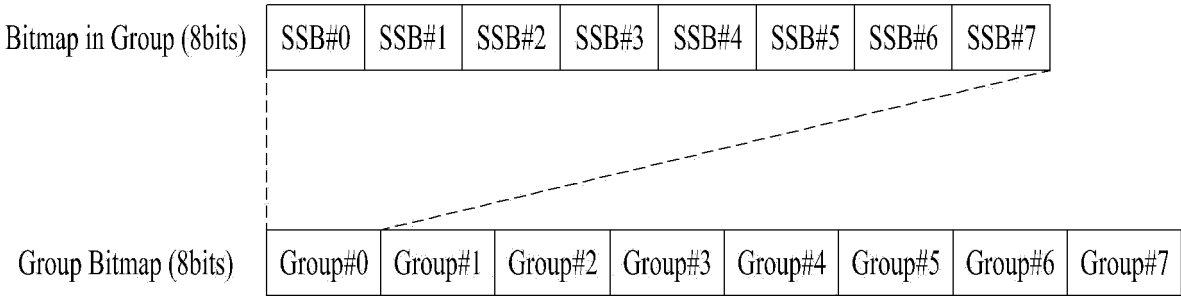 Bitmap in Group (8bits) SSB#0 SSB#1 SSB#2 SSB#3 SSB#4 SSB#5 SSB#6 SSB#7
Group Bitmap (8bits) Group#0 Group#1 Group#2 Group#3 Group#4 Group#5 Group#6 Group#7